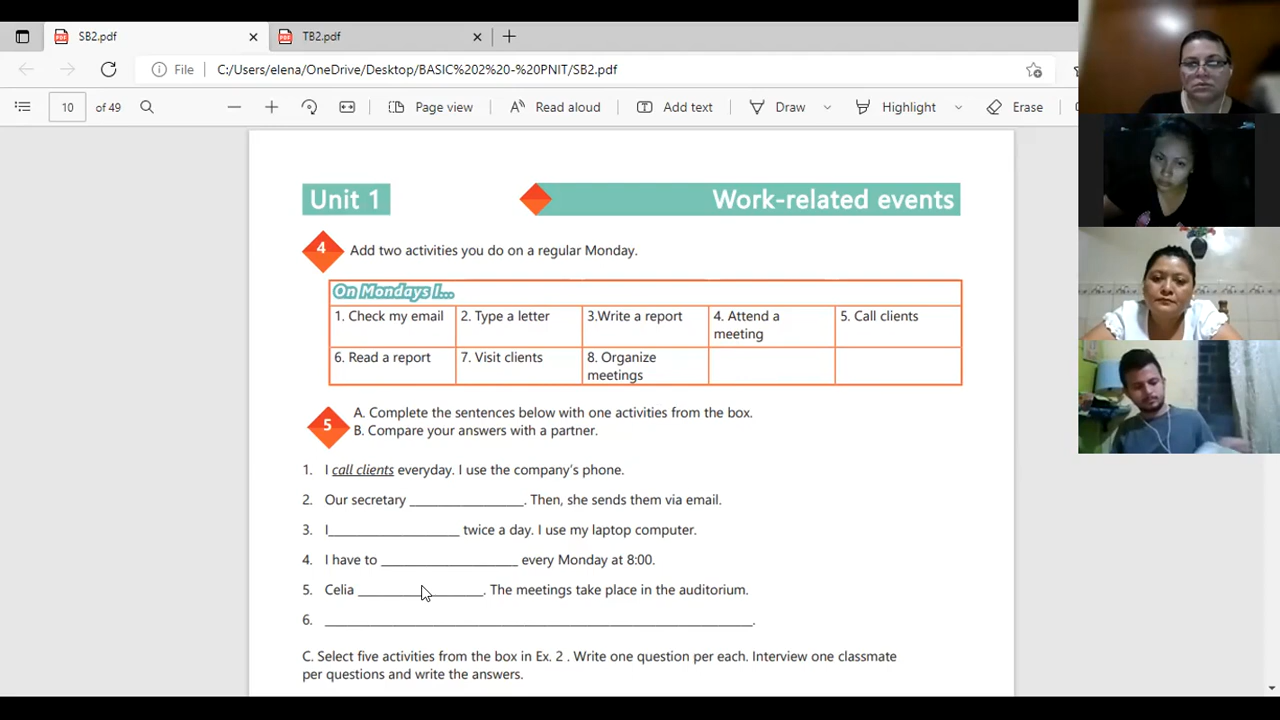 SB2.pdf
TB2.pdf
File C:/Users/elena/OneDrive/Desktop/BASIC%202%20-%20PNIT/SB2.pdf
10 of 49 Page view Read aloud Add text Draw Highlight Erase
Unit 1 Work-related events
4 Add two activities you do on a regular Monday.
On Mondays I...
1. Check my email 2. Type a letter 3.Write a report 4. Attend a meeting 5. Call clients
6. Read a report 7. Visit clients 8. Organize meetings
5 A. Complete the sentences below with one activities from the box.
B. Compare your answers with a partner.
1. I call clients everyday. I use the company's phone.
2. Our secretary _______________. Then, she sends them via email.
3. I_________________ twice a day. I use my laptop computer.
4. I have to __________________ every Monday at 8:00.
5. Celia ________________. The meetings take place in the auditorium.
6. _______________________________________________________.
C. Select five activities from the box in Ex. 2 . Write one question per each. Interview one classmate
per questions and write the answers.